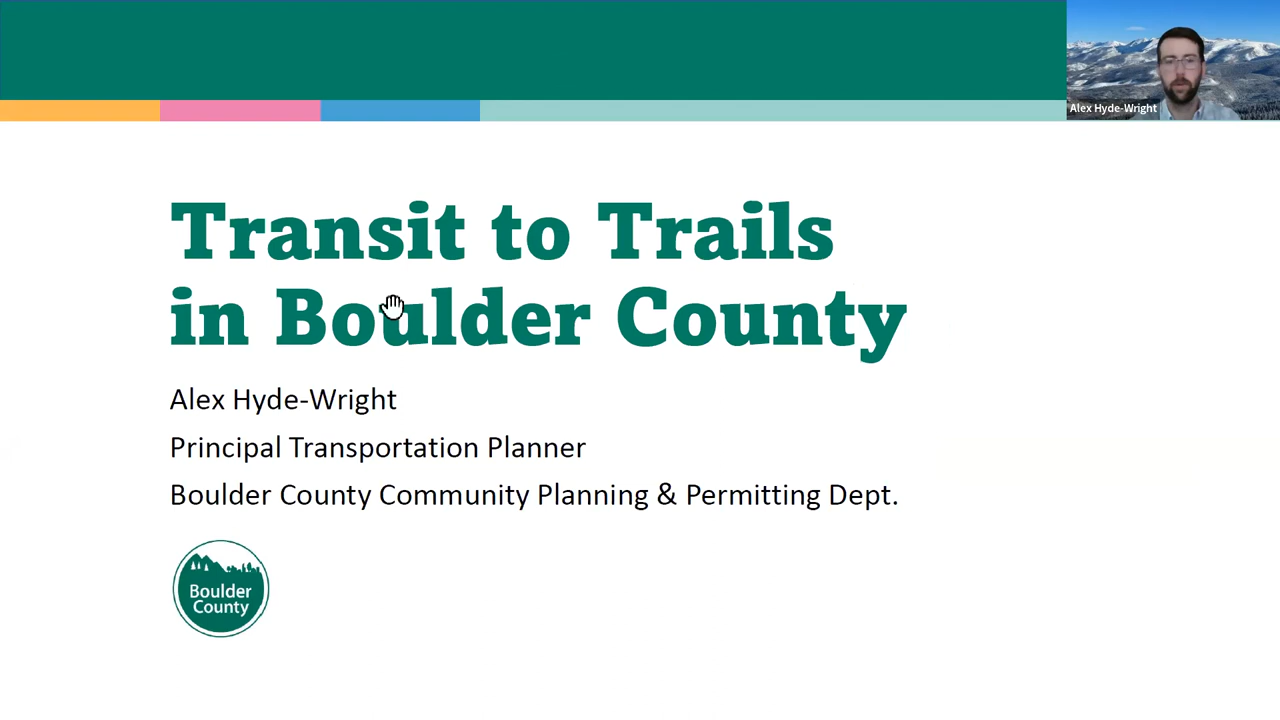 Alex Hyde-Wright
Transit to Trails
in Boulder County
Alex Hyde-Wright
Principal Transportation Planner
Boulder County Community Planning & Permitting Dept.
Boulder
County